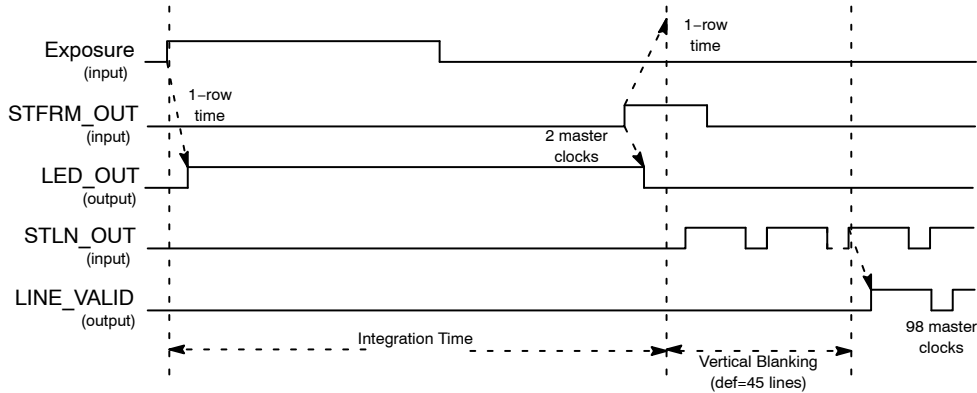 1−row
time
Exposure
(input)
1−row
time
STFRM_OUT
(input)
2 master
clocks
LED_OUT
(output)
STLN_OUT
(input)
LINE_VALID
(output)
98 master
clocks
Integration Time
Vertical Blanking
(def=45 lines)